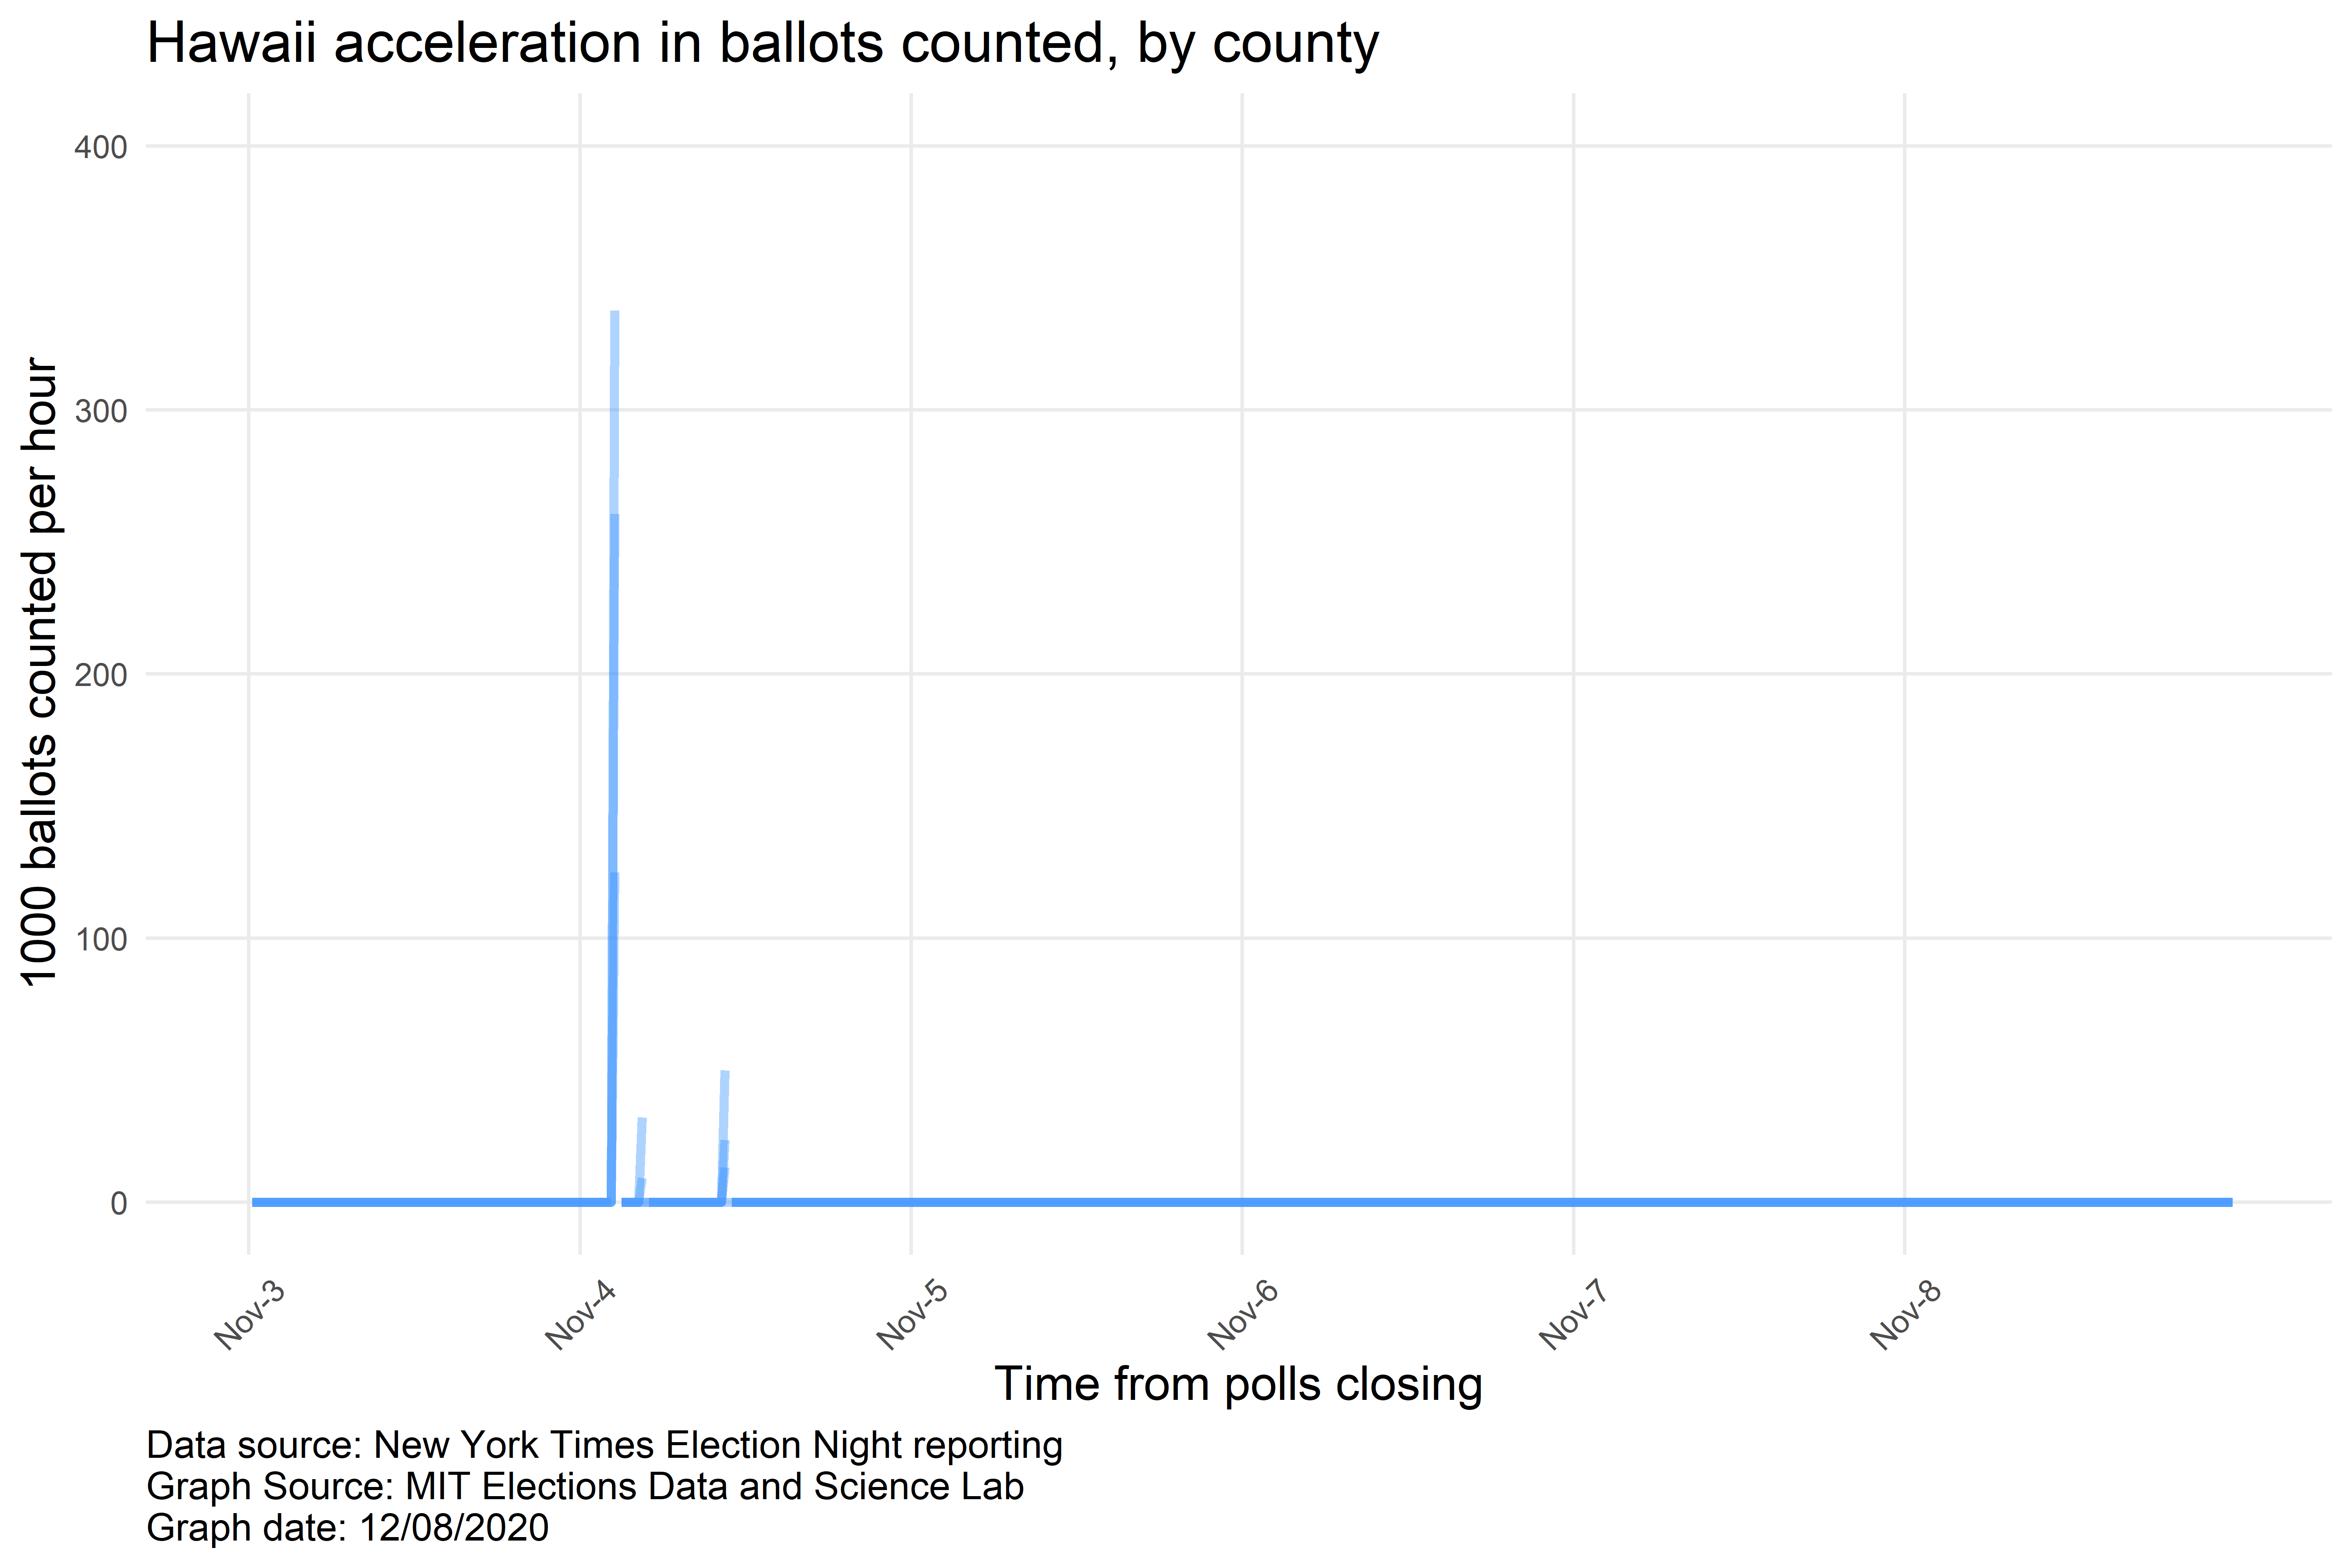 Hawaii acceleration in ballots counted, by county
1000 ballots counted per hour
400
300
200
100
0
Nov-3
Nov-4
Nov-5
Nov-6
Nov-7
Nov-8
Time from polls closing
Data source: New York Times Election Night reporting
Graph Source: MIT Elections Data and Science Lab
Graph date: 12/08/2020